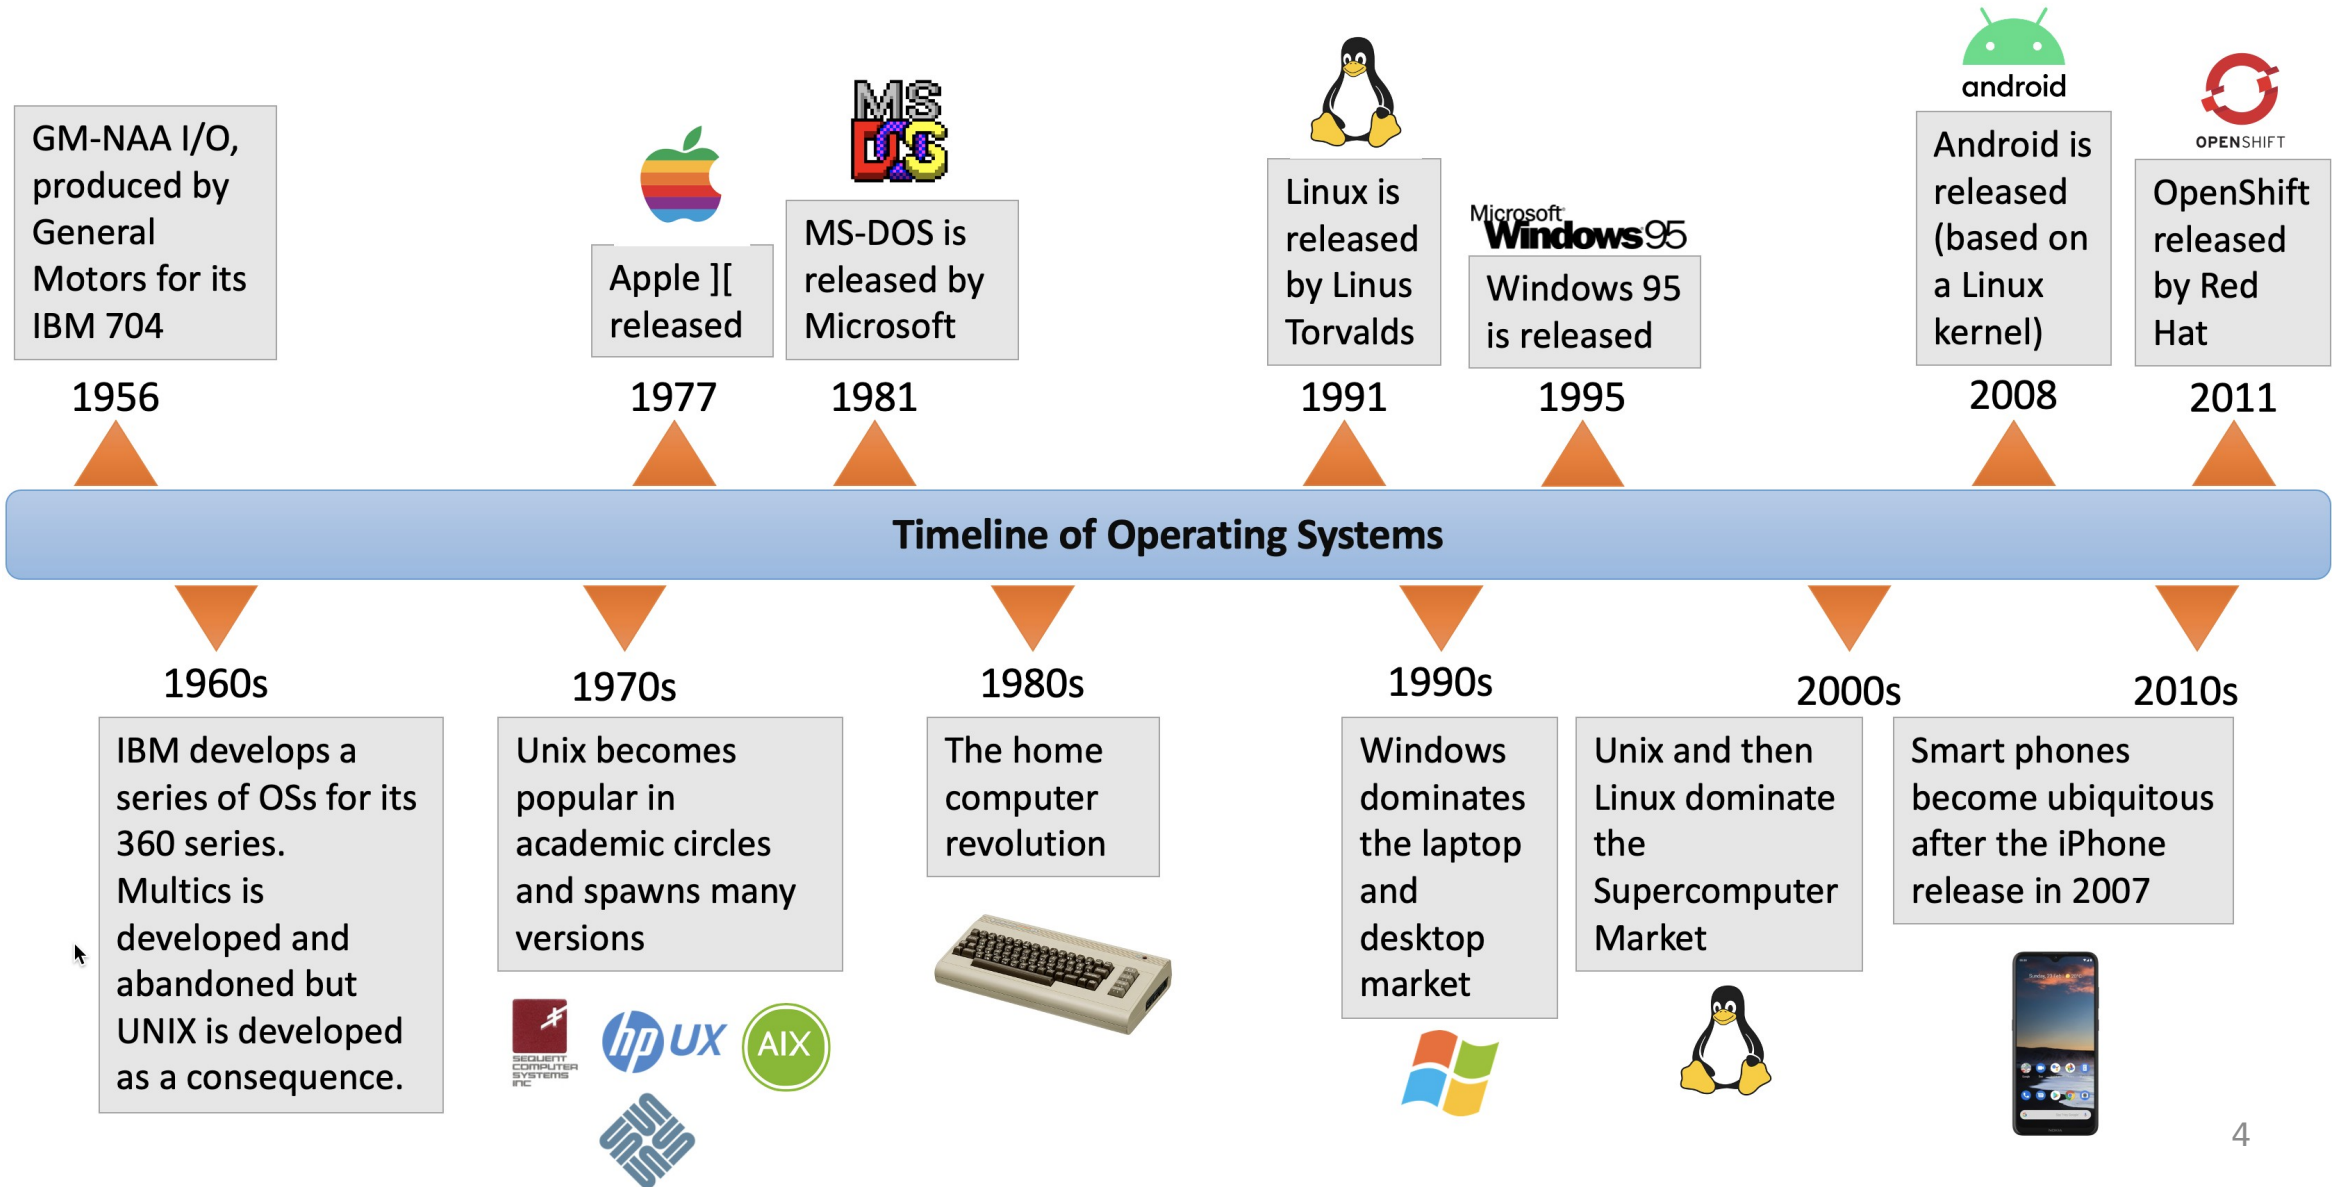 MS
DOS
android
OPENSHIFT
GM-NAA I/O,
produced by
General
Motors for its
IBM 704
1956
Apple ][
released
1977
MS-DOS is
released by
Microsoft
1981
Linux is
released
by Linus
Torvalds
1991
Microsoft
Windows 95
Windows 95
is released
1995
Android is
released
(based on
a Linux
kernel)
2008
OpenShift
released
by Red
Hat
2011
Timeline of Operating Systems
1960s
IBM develops a
series of OSs for its
360 series.
Multics is
developed and
abandoned but
UNIX is developed
as a consequence.
1970s
Unix becomes
popular in
academic circles
and spawns many
versions
SEQUENT
COMPUTER
SYSTEMS
INC
hp UX
AIX
1980s
The home
computer
revolution
1990s
Windows
dominates
the laptop
and
desktop
market
2000s
Unix and then
Linux dominate
the
Supercomputer
Market
2010s
Smart phones
become ubiquitous
after the iPhone
release in 2007
4